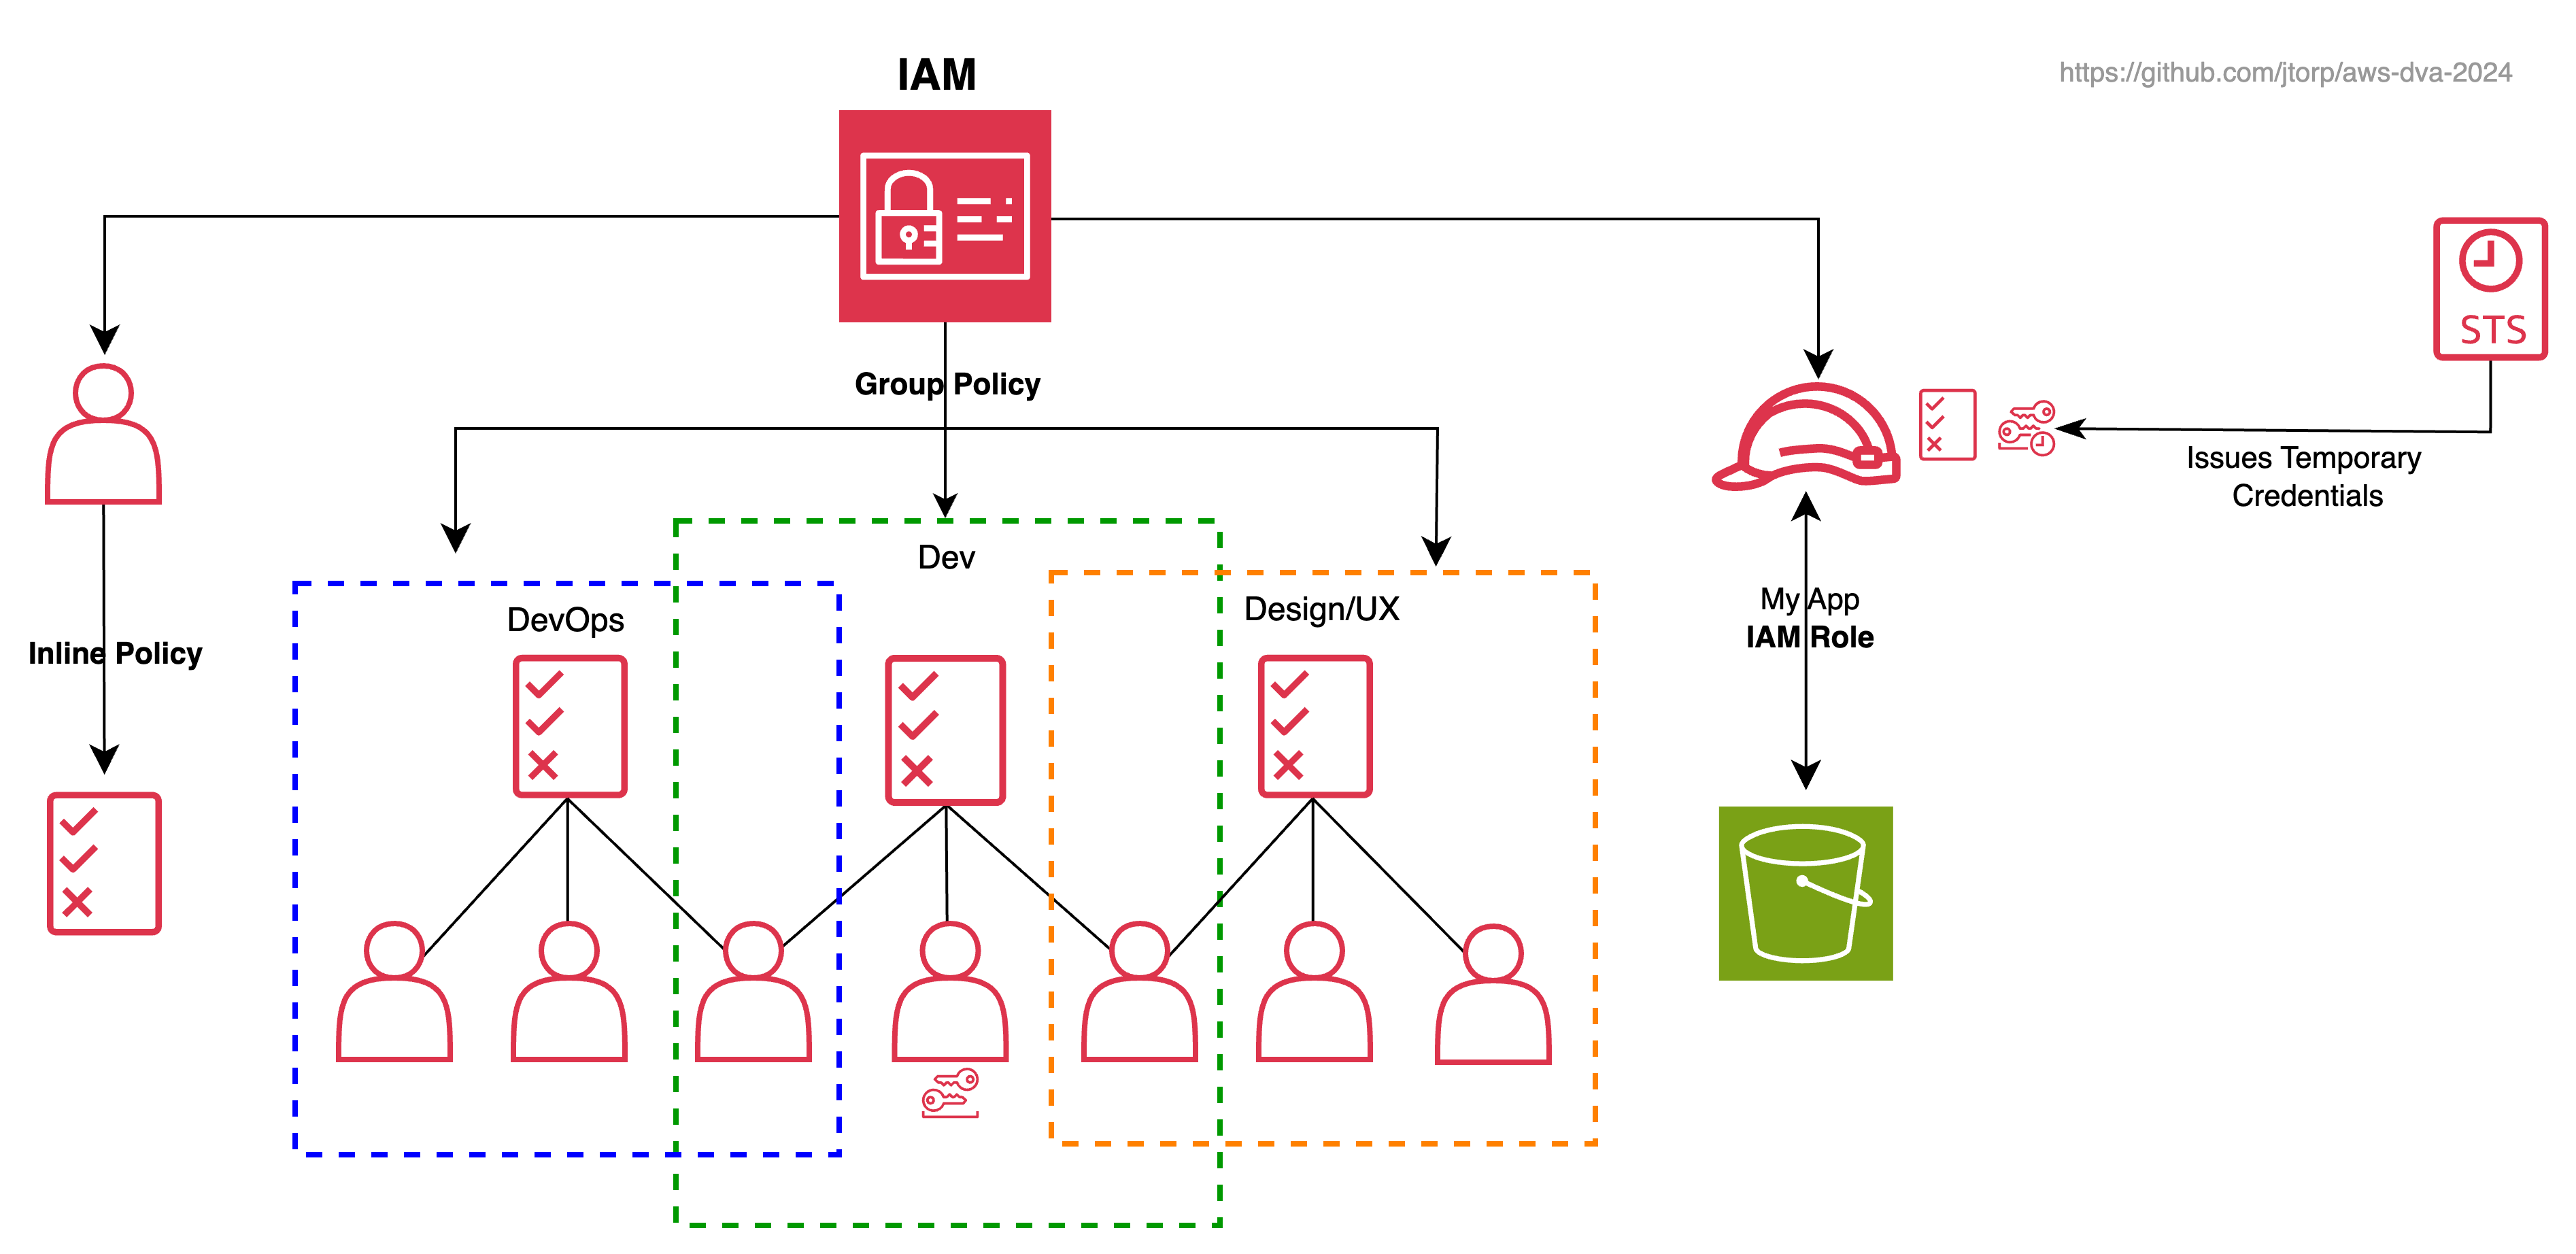 IAM
https://github.com/jtorp/aws-dva-2024
STS
Group Policy
Issues Temporary
Credentials
Dev
DevOps
Design/UX
My App
IAM Role
Inline Policy